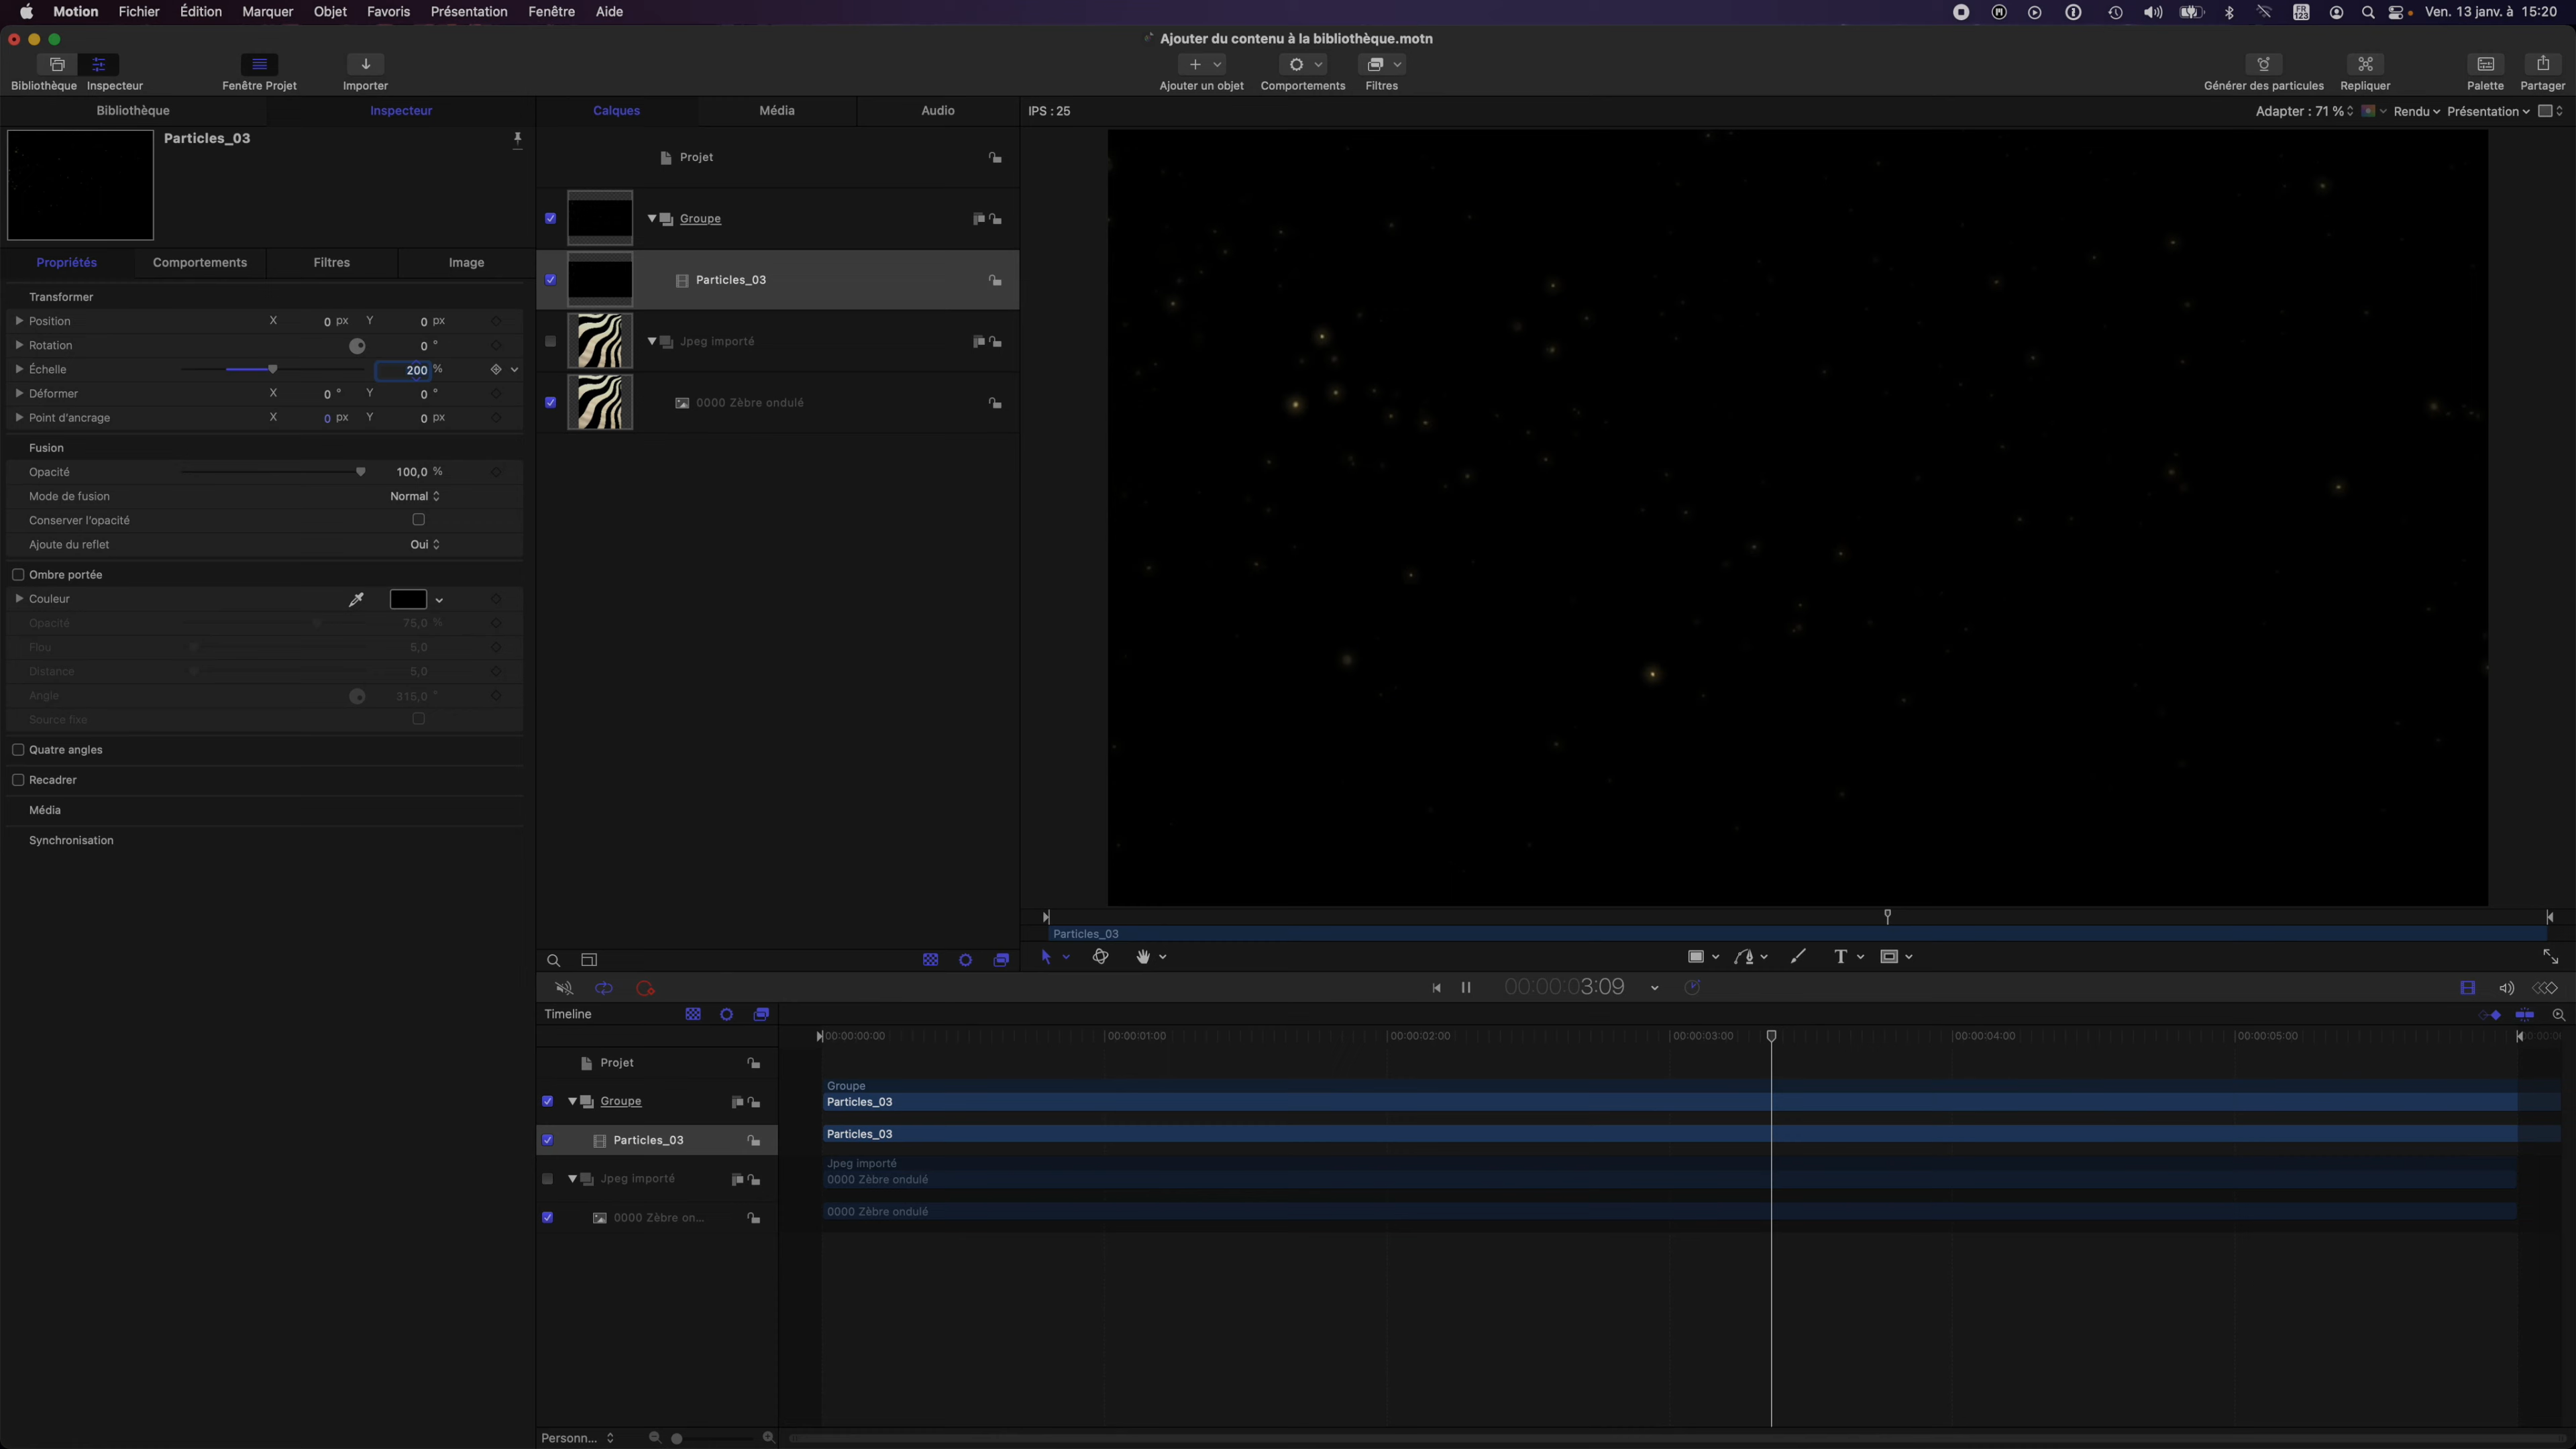 Motion Fichier Édition Marquer Objet Favoris Présentation Fenêtre Aide
FR 123 Ven. 13 janv. à 15:20
Ajouter du contenu à la bibliothèque.motn
Bibliothèque Inspecteur Fenêtre Projet Importer Ajouter un objet Comportements Filtres Générer des particules Repliquer Palette Partager
Bibliothèque Inspecteur Calques Média Audio IPS : 25 Adapter : 71 % Rendu Présentation
Particles_03
Projet
Groupe
Particles_03
Jpeg importé
0000 Zèbre ondulé
Propriétés Comportements Filtres Image
Transformer
Position X 0 px Y 0 px
Rotation 0 °
Échelle 200 %
Déformer X 0 ° Y 0 °
Point d'ancrage X 0 px Y 0 px
Fusion
Opacité 100,0 %
Mode de fusion Normal
Conserver l'opacité
Ajoute du reflet Oui
Ombre portée
Couleur
Opacité 75,0 %
Flou 5,0
Distance 5,0
Angle 315,0 °
Source fixe
Quatre angles
Recadrer
Média
Synchronisation
Particles_03
00:00:00:03:09
Timeline
00:00:00:00 00:00:01:00 00:00:02:00 00:00:03:00 00:00:04:00 00:00:05:00
Projet
Groupe
Groupe
Particles_03
Particles_03
Particles_03
Jpeg importé
Jpeg importé
0000 Zèbre ondulé
0000 Zèbre on...
0000 Zèbre ondulé
Personn...